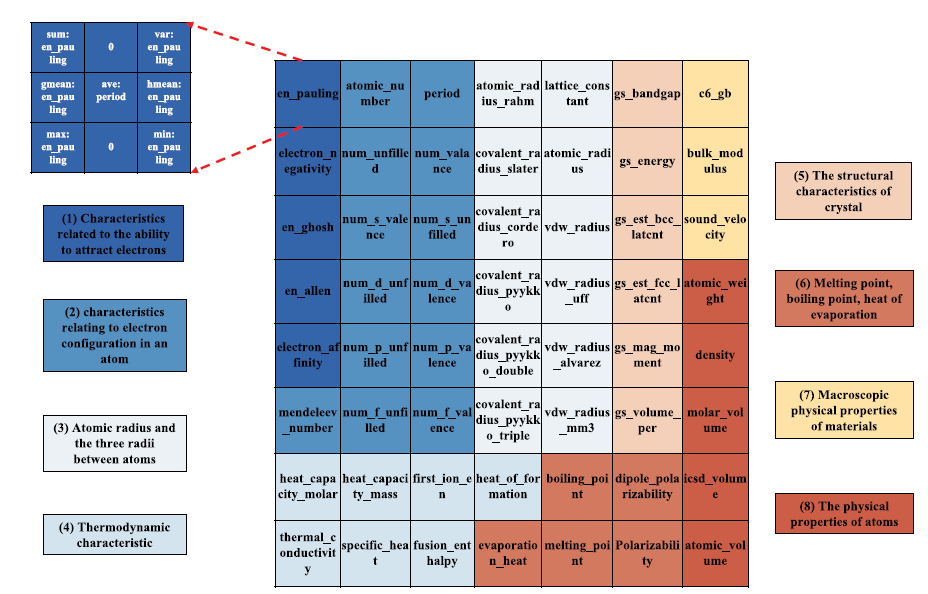 sum:
en_pau
ling
0
var:
en_pau
ling
gmean:
en_pau
ling
ave:
period
hmean:
en_pau
ling
max:
en_pau
ling
0
min:
en_pau
ling
(1) Characteristics
related to the ability
to attract electrons
(2) characteristics
relating to electron
configuration in an
atom
(3) Atomic radius and
the three radii
between atoms
(4) Thermodynamic
characteristic
en_pauling
atomic_nu
mber
period
atomic_rad
ius_rahm
lattice_cons
tant
gs_bandgap
c6_gb
electron_n
egativity
num_unfille
d
num_vala
nce
covalent_ra
dius_slater
atomic_radi
us
gs_energy
bulk_mod
ulus
en_ghosh
num_s_vale
nce
num_s_un
filled
covalent_ra
dius_corde
ro
vdw_radius
gs_est_bcc_
latcnt
sound_velo
city
en_allen
num_d_unf
illed
num_d_va
lence
covalent_ra
dius_pyykk
o
vdw_radius
_uff
gs_est_fcc_l
atcnt
atomic_wei
ght
electron_af
finity
num_p_unf
illed
num_p_va
lence
covalent_ra
dius_pyykk
o_double
vdw_radius
_alvarez
gs_mag_mo
ment
density
mendeleev
_number
num_f_unfi
lled
num_f_val
ence
covalent_ra
dius_pyykk
o_triple
vdw_radius
_mm3
gs_volume_
per
molar_vol
ume
heat_capa
city_molar
heat_capaci
ty_mass
first_ion_e
n
heat_of_for
mation
boiling_poi
nt
dipole_pola
rizability
icsd_volum
e
thermal_c
onductivit
y
specific_hea
t
fusion_ent
halpy
evaporatio
n_heat
melting_poi
nt
Polarizabili
ty
atomic_vol
ume
(5) The structural
characteristics of
crystal
(6) Melting point,
boiling point, heat of
evaporation
(7) Macroscopic
physical properties
of materials
(8) The physical
properties of atoms